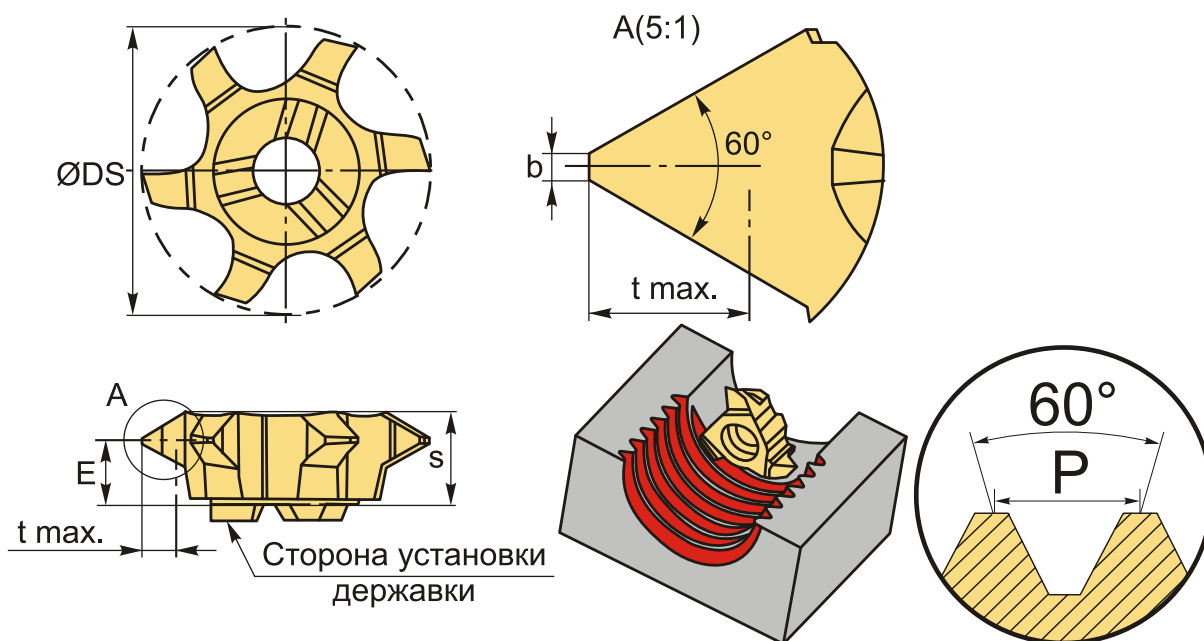 A(5:1)
ØDS
b
60°
t max.
A
E
s
t max.
Сторона установки
державки
60°
P